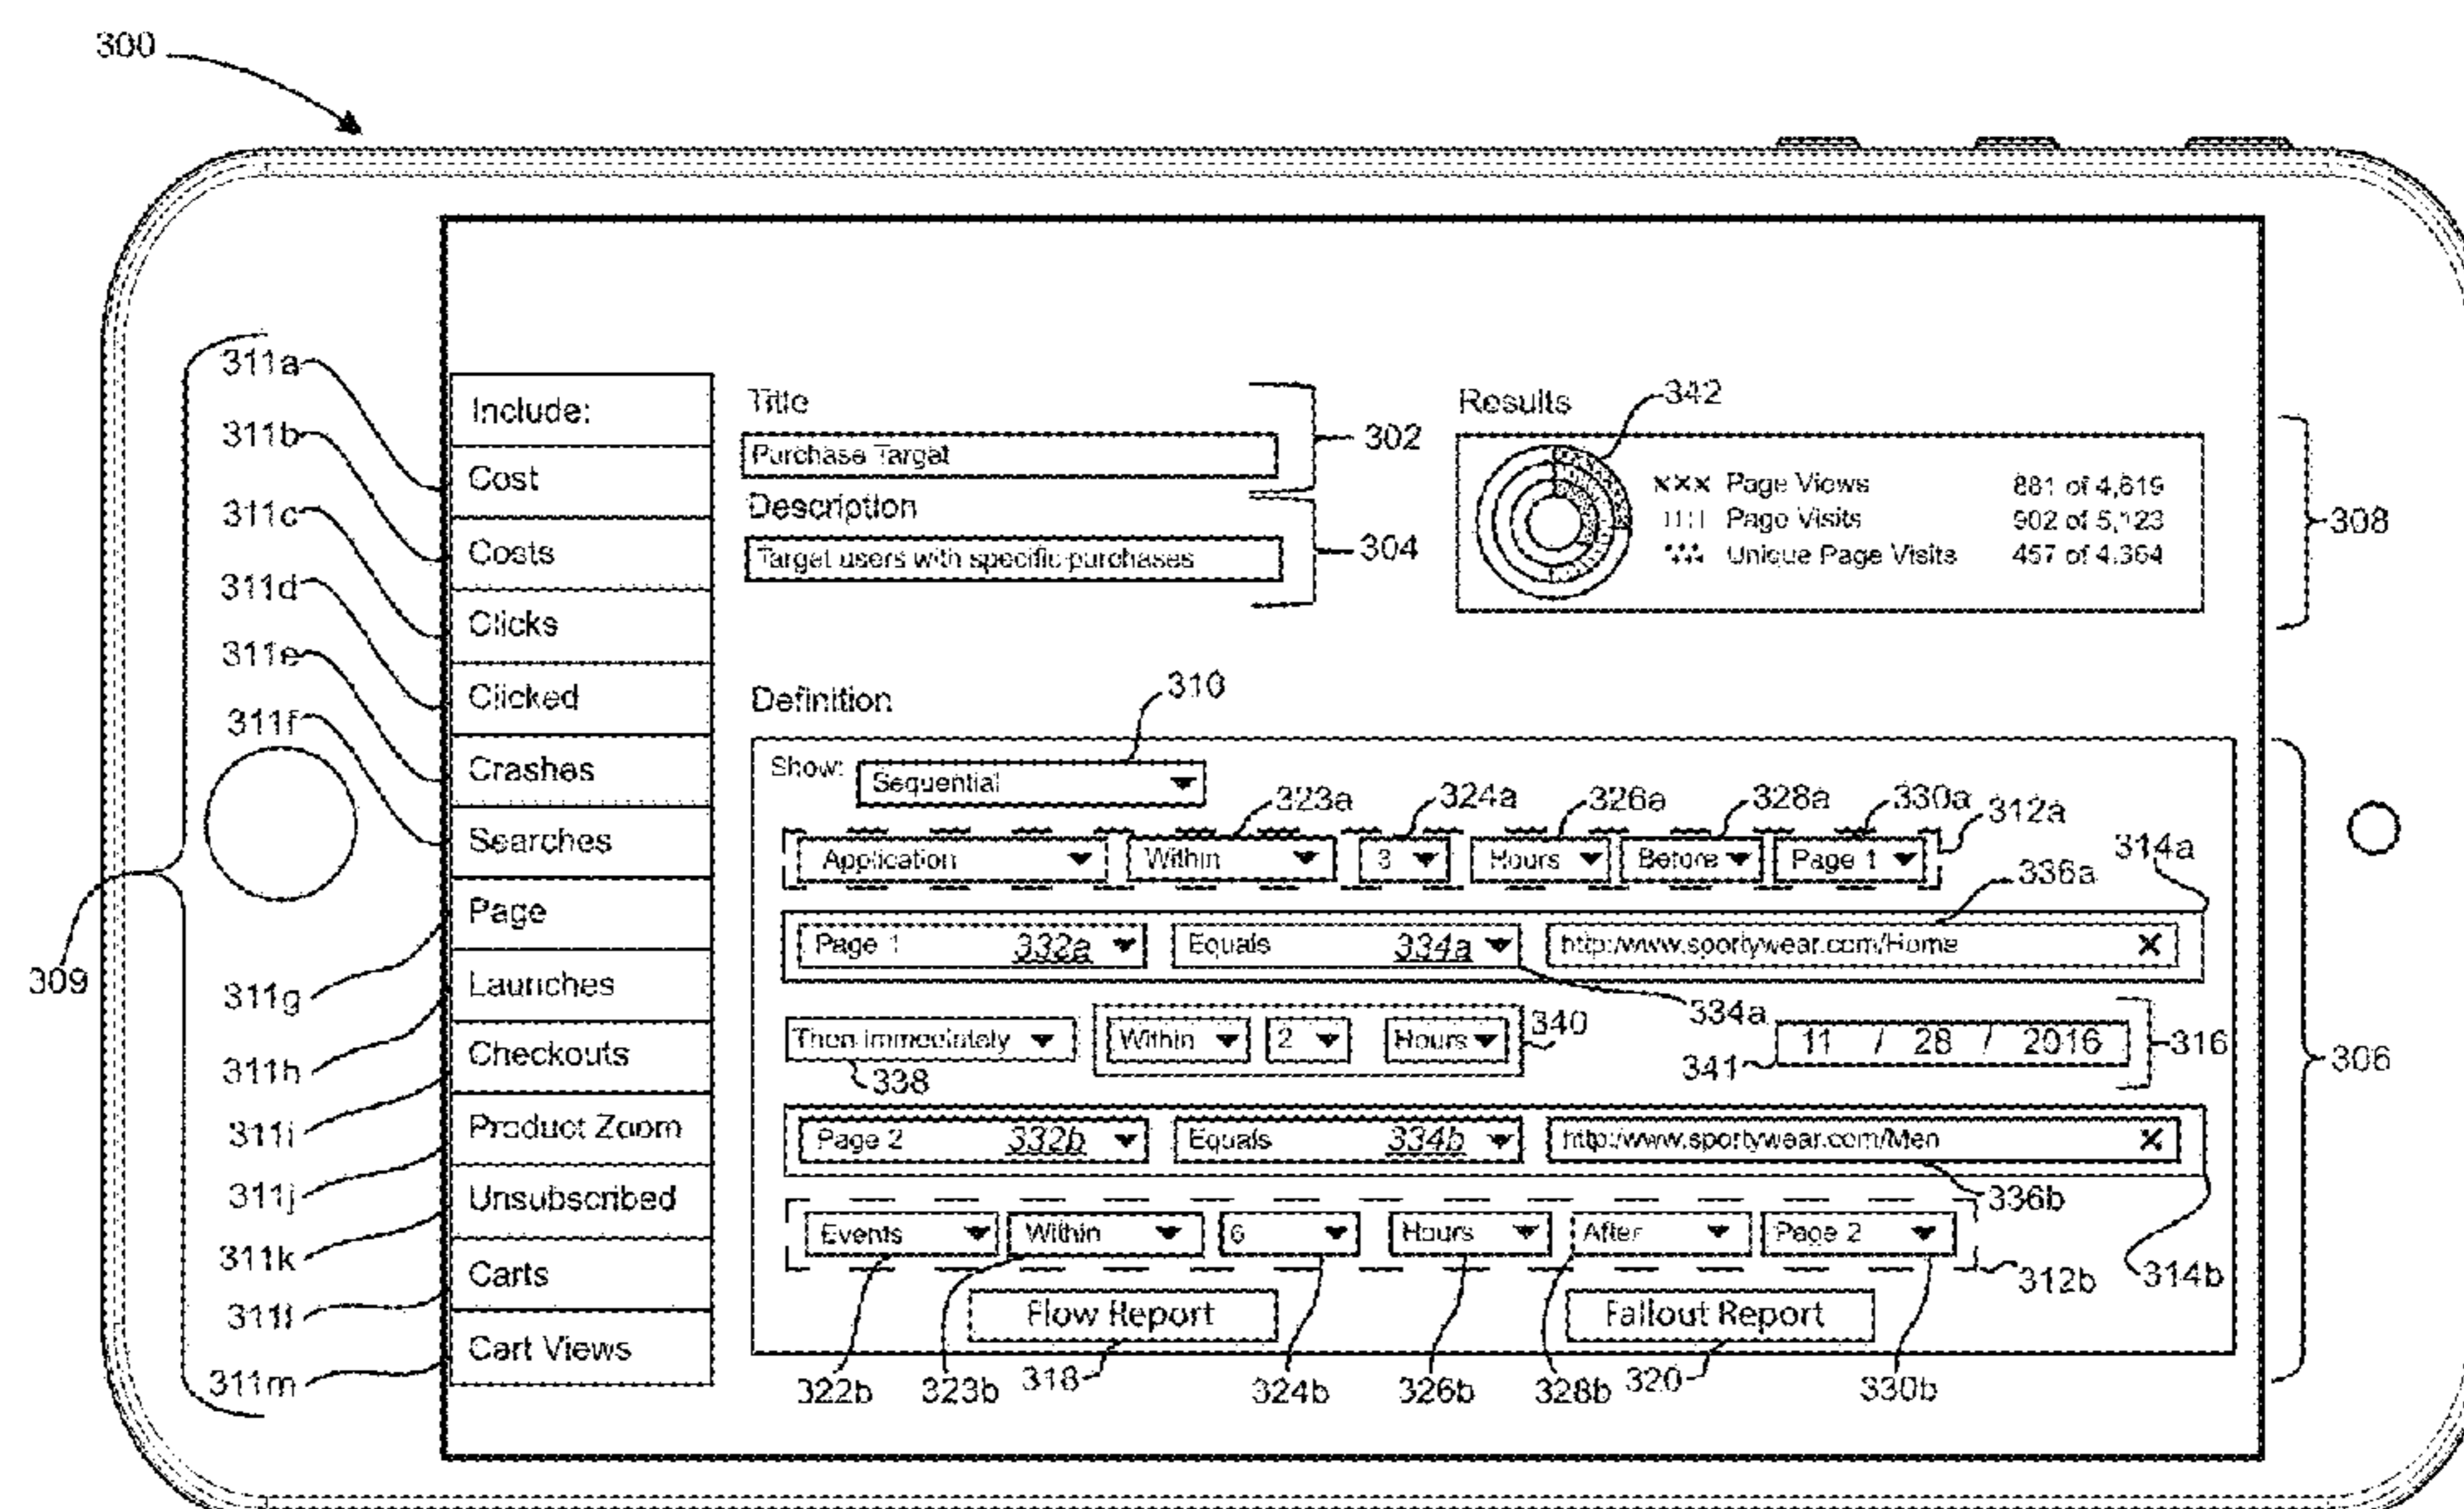 300
311a
311b
311c
311d
311e
311f
309
311g
311h
311i
311j
311k
311l
311m
Include:
Cost
Costs
Clicks
Clicked
Crashes
Searches
Page
Launches
Checkouts
Product Zoom
Unsubscribed
Carts
Cart Views
Title
Purchase Target
302
Description
Target users with specific purchases
304
Results
342
xxx Page Views 881 of 4,619
Page Visits 902 of 5,123
Unique Page Visits 457 of 4,364
308
Definition
310
Show: Sequential
323a 324a 326a 328a 330a 312a
Application Within 3 Hours Before Page 1
314a
336a
Page 1 332a Equals 334a http:/www.sportywear.com/Home X
334a
Then immediately Within 2 Hours 340
338
341 11 / 28 / 2016 316
306
Page 2 332b Equals 334b http:/www.sportywear.com/Men X
336b
Events Within 6 Hours After Page 2
312b 314b
Flow Report Fallout Report
322b 323b 318 324b 326b 328b 320 330b